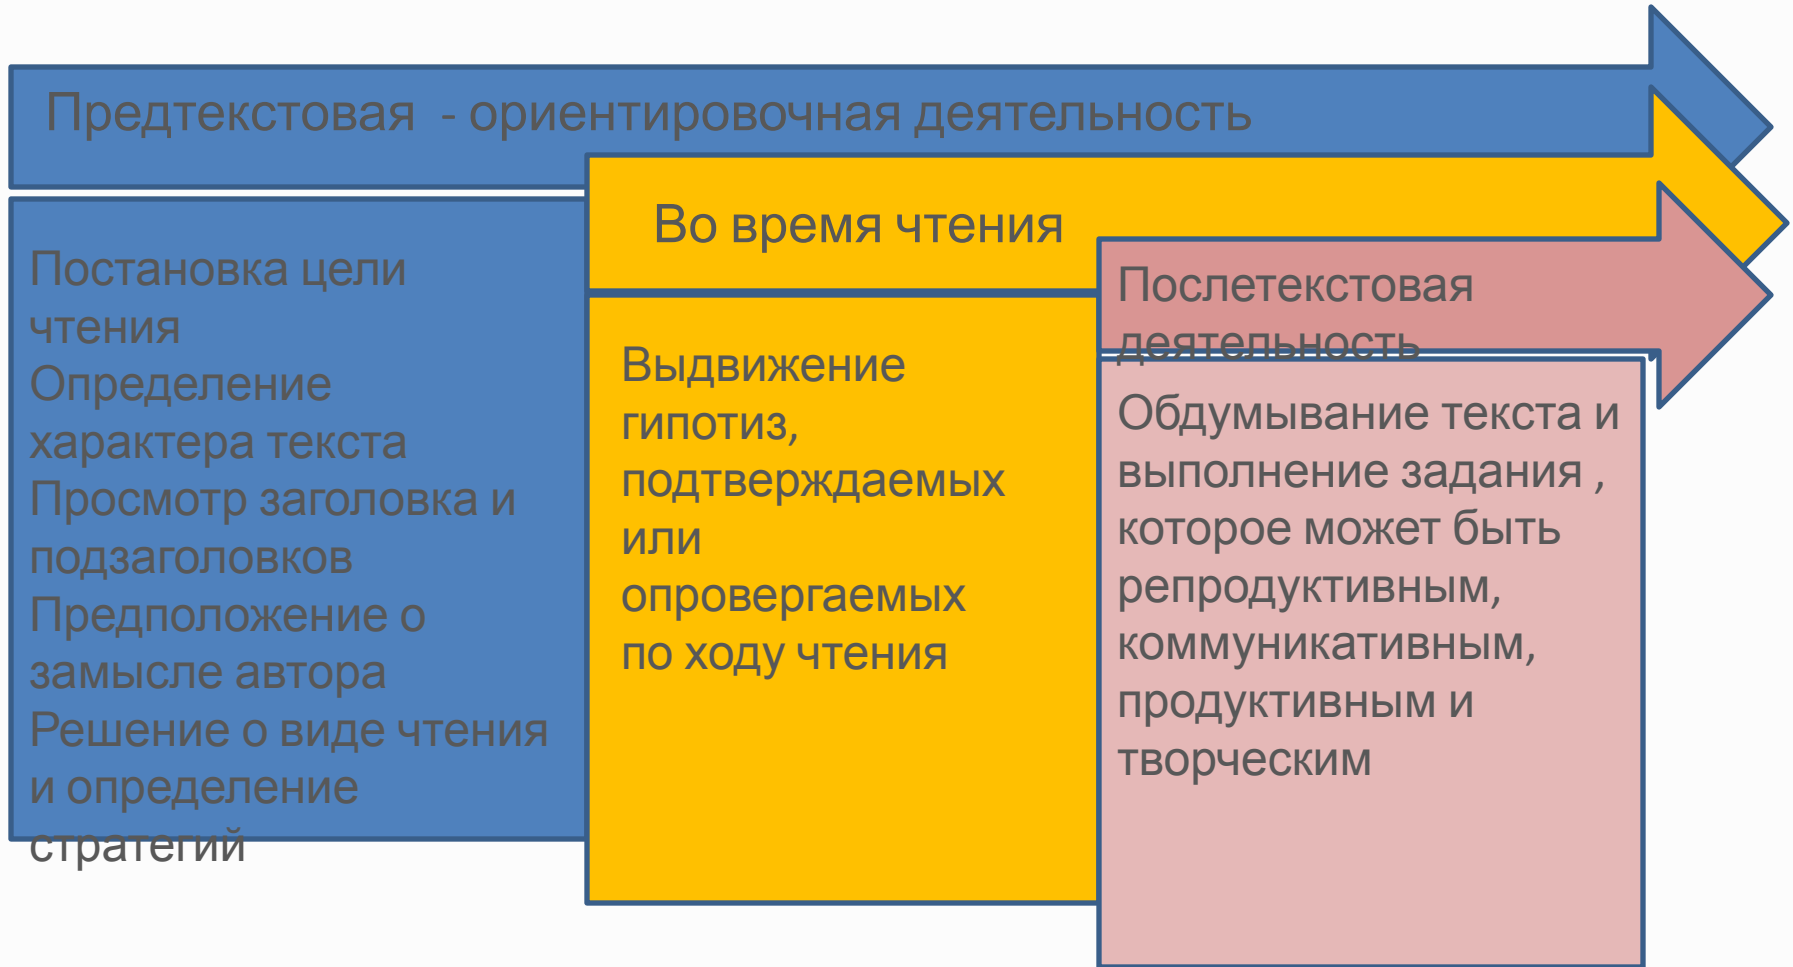 Предтекстовая - ориентировочная деятельность
Постановка цели
чтения
Определение
характера текста
Просмотр заголовка и
подзаголовков
Предположение о
замысле автора
Решение о виде чтения
и определение
стратегий
Во время чтения
Выдвижение
гипотиз,
подтверждаемых
или
опровергаемых
по ходу чтения
Послетекстовая
деятельность
Обдумывание текста и
выполнение задания ,
которое может быть
репродуктивным,
коммуникативным,
продуктивным и
творческим